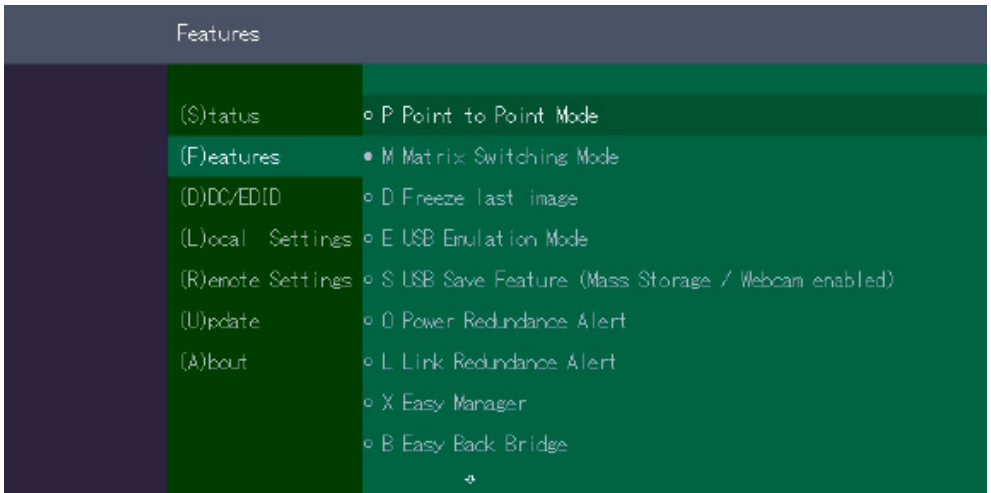 Features
(S)tatus
(F)eatures
(D)DC/EDID
(L)ocal Settings
(R)emote Settings
(U)pdate
(A)bout
P Point to Point Mode
M Matrix Switching Mode
D Freeze last image
E USB Emulation Mode
S USB Save Feature (Mass Storage / Webcam enabled)
O Power Redundance Alert
L Link Redundance Alert
X Easy Manager
B Easy Back Bridge